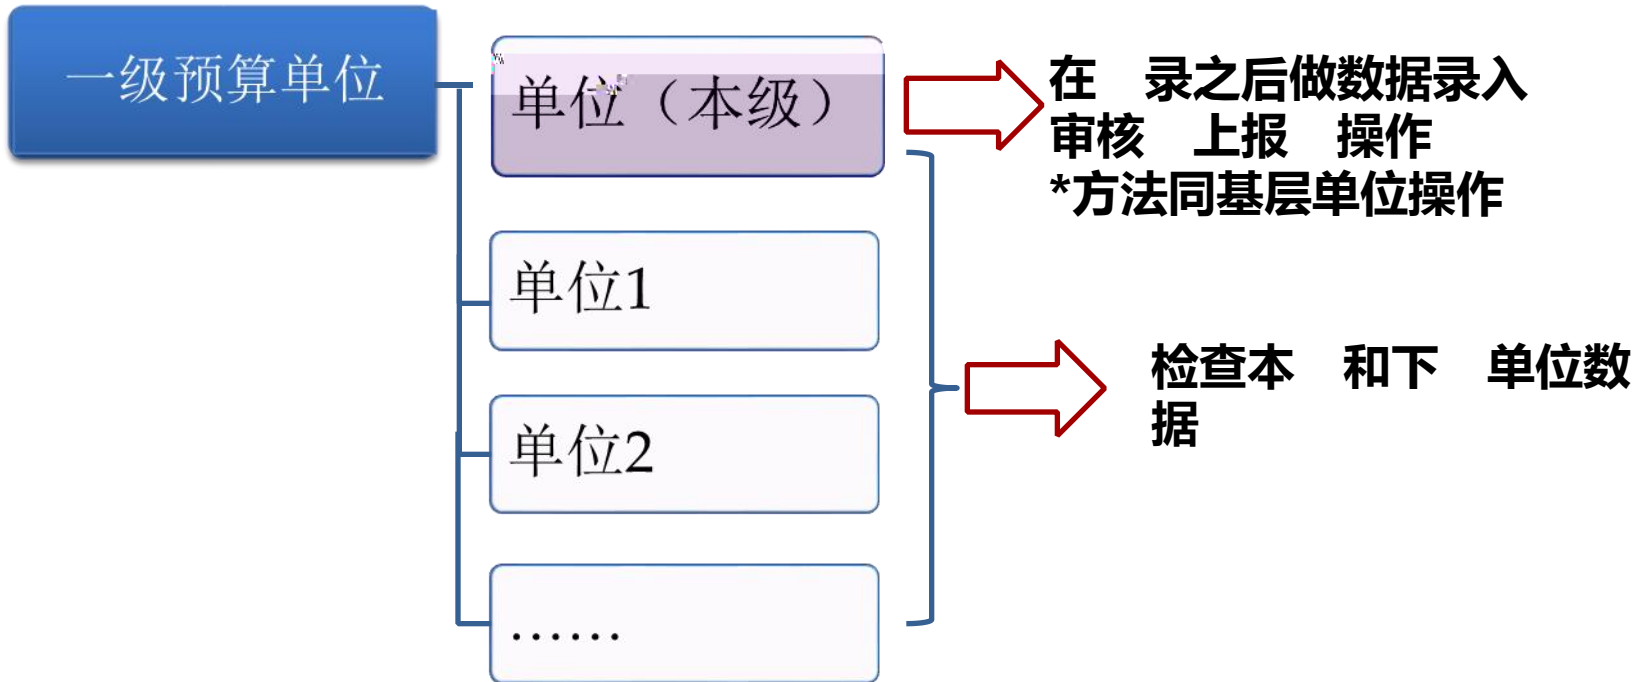 一级预算单位
单位（本级）
在 录之后做数据录入
审核 上报 操作
*方法同基层单位操作
单位1
单位2
……
检查本 和下 单位数
据